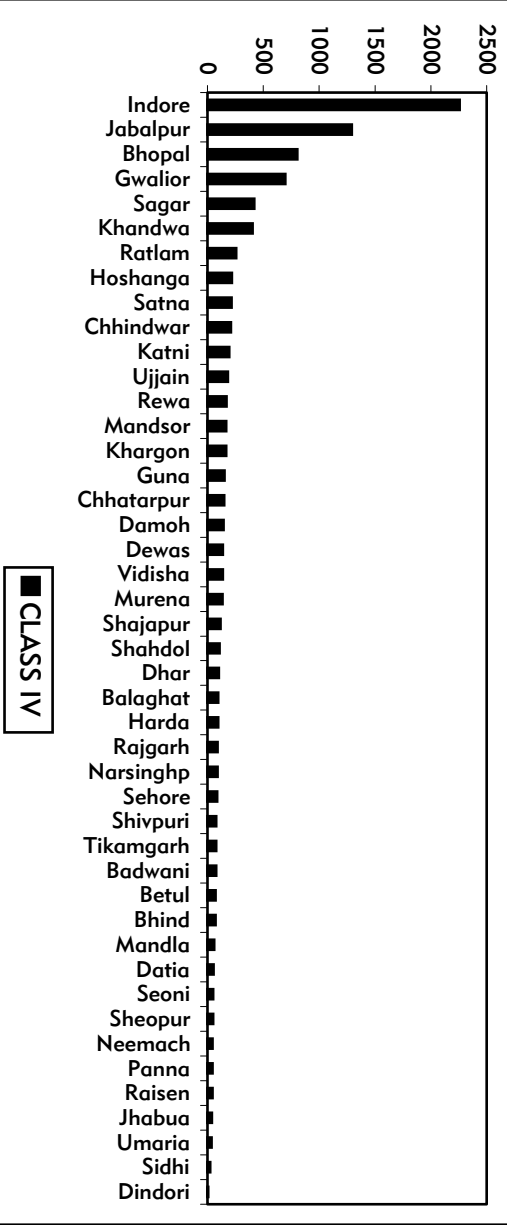 0
500
1000
1500
2000
2500
Indore
Jabalpur
Bhopal
Gwalior
Sagar
Khandwa
Ratlam
Hoshanga
Satna
Chhindwar
Katni
Ujjain
Rewa
Mandsor
Khargon
Guna
Chhatarpur
Damoh
Dewas
Vidisha
Murena
Shajapur
Shahdol
Dhar
Balaghat
Harda
Rajgarh
Narsinghp
Sehore
Shivpuri
Tikamgarh
Badwani
Betul
Bhind
Mandla
Datia
Seoni
Sheopur
Neemach
Panna
Raisen
Jhabua
Umaria
Sidhi
Dindori
CLASS IV